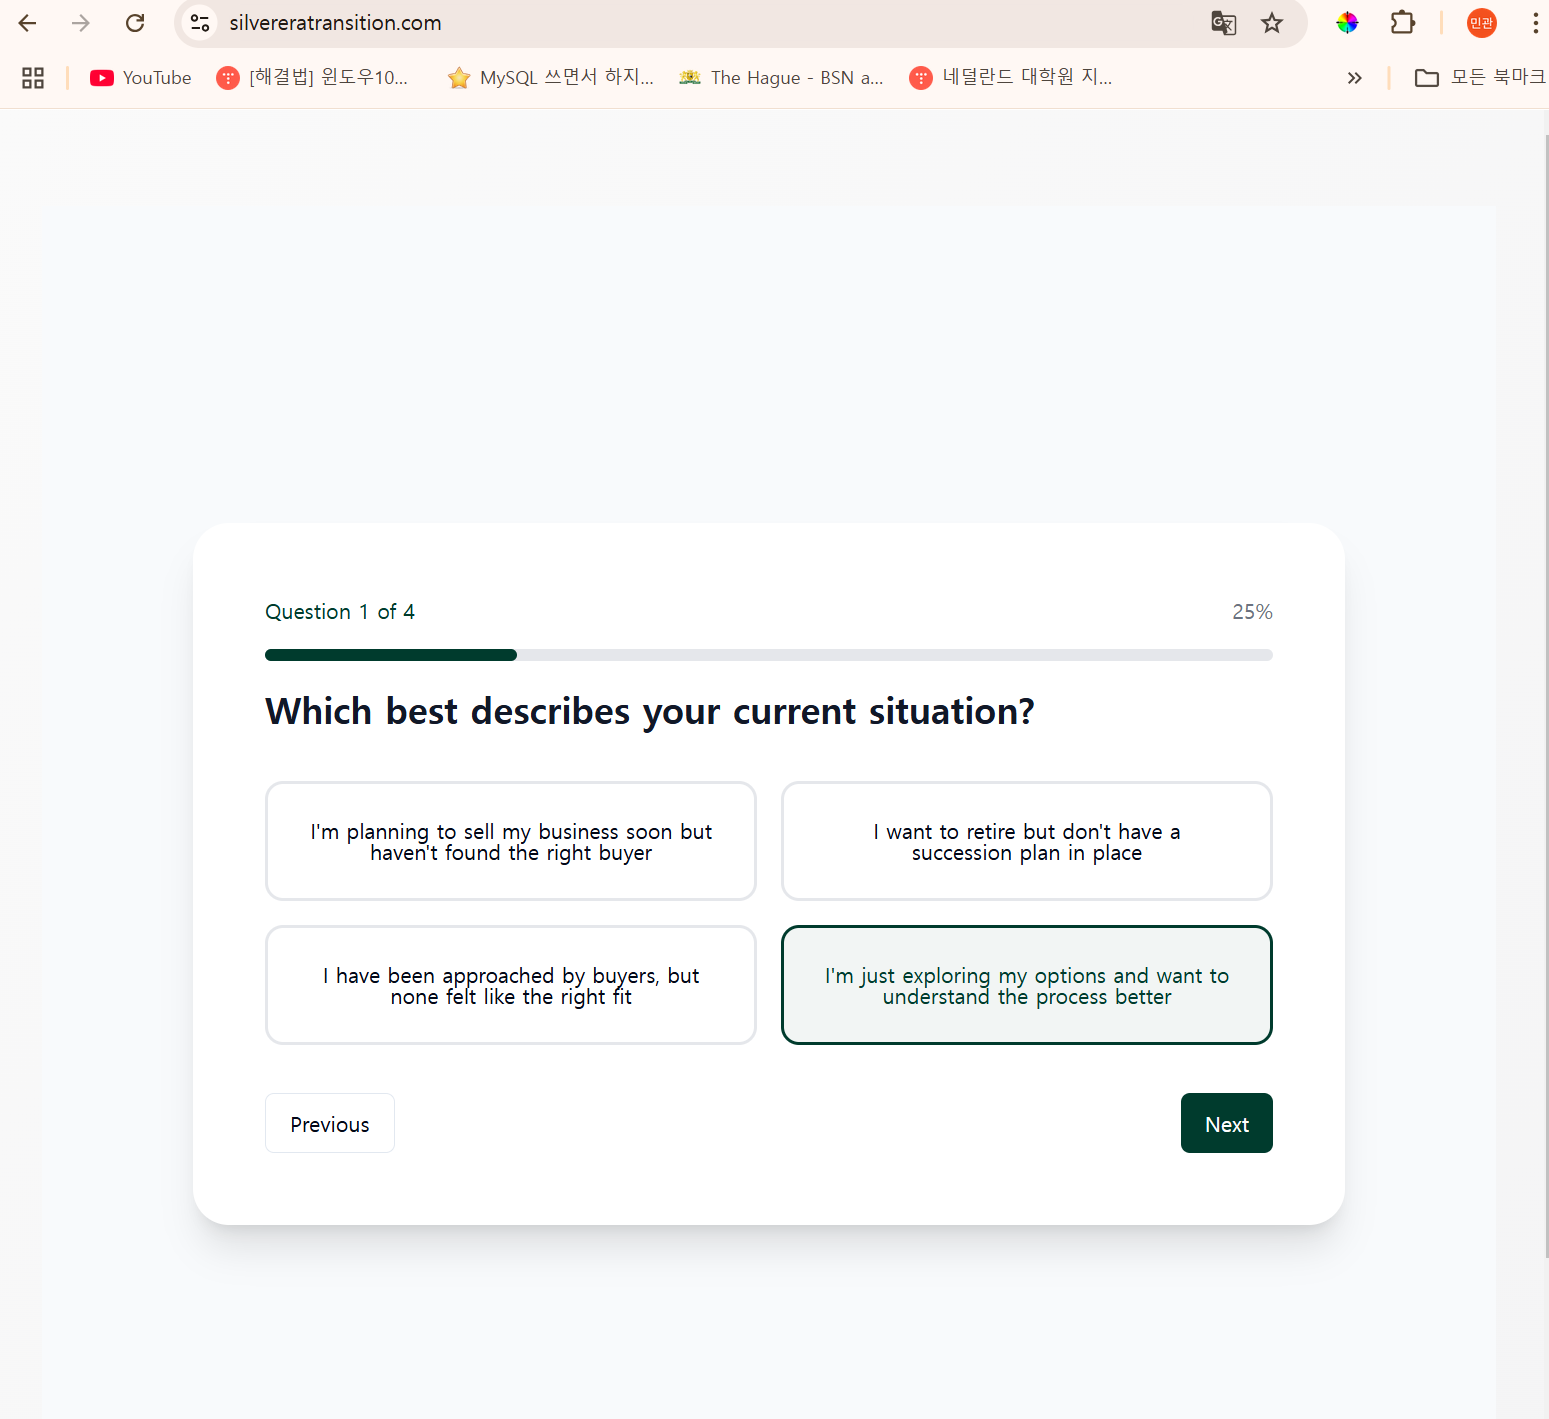 silvereratransition.com
민관
YouTube
[해결법] 윈도우10...
MySQL 쓰면서 하지...
The Hague - BSN a...
네덜란드 대학원 지...
모든 북마크
Question 1 of 4
25%
Which best describes your current situation?
I'm planning to sell my business soon but
haven't found the right buyer
I want to retire but don't have a
succession plan in place
I have been approached by buyers, but
none felt like the right fit
I'm just exploring my options and want to
understand the process better
Previous
Next